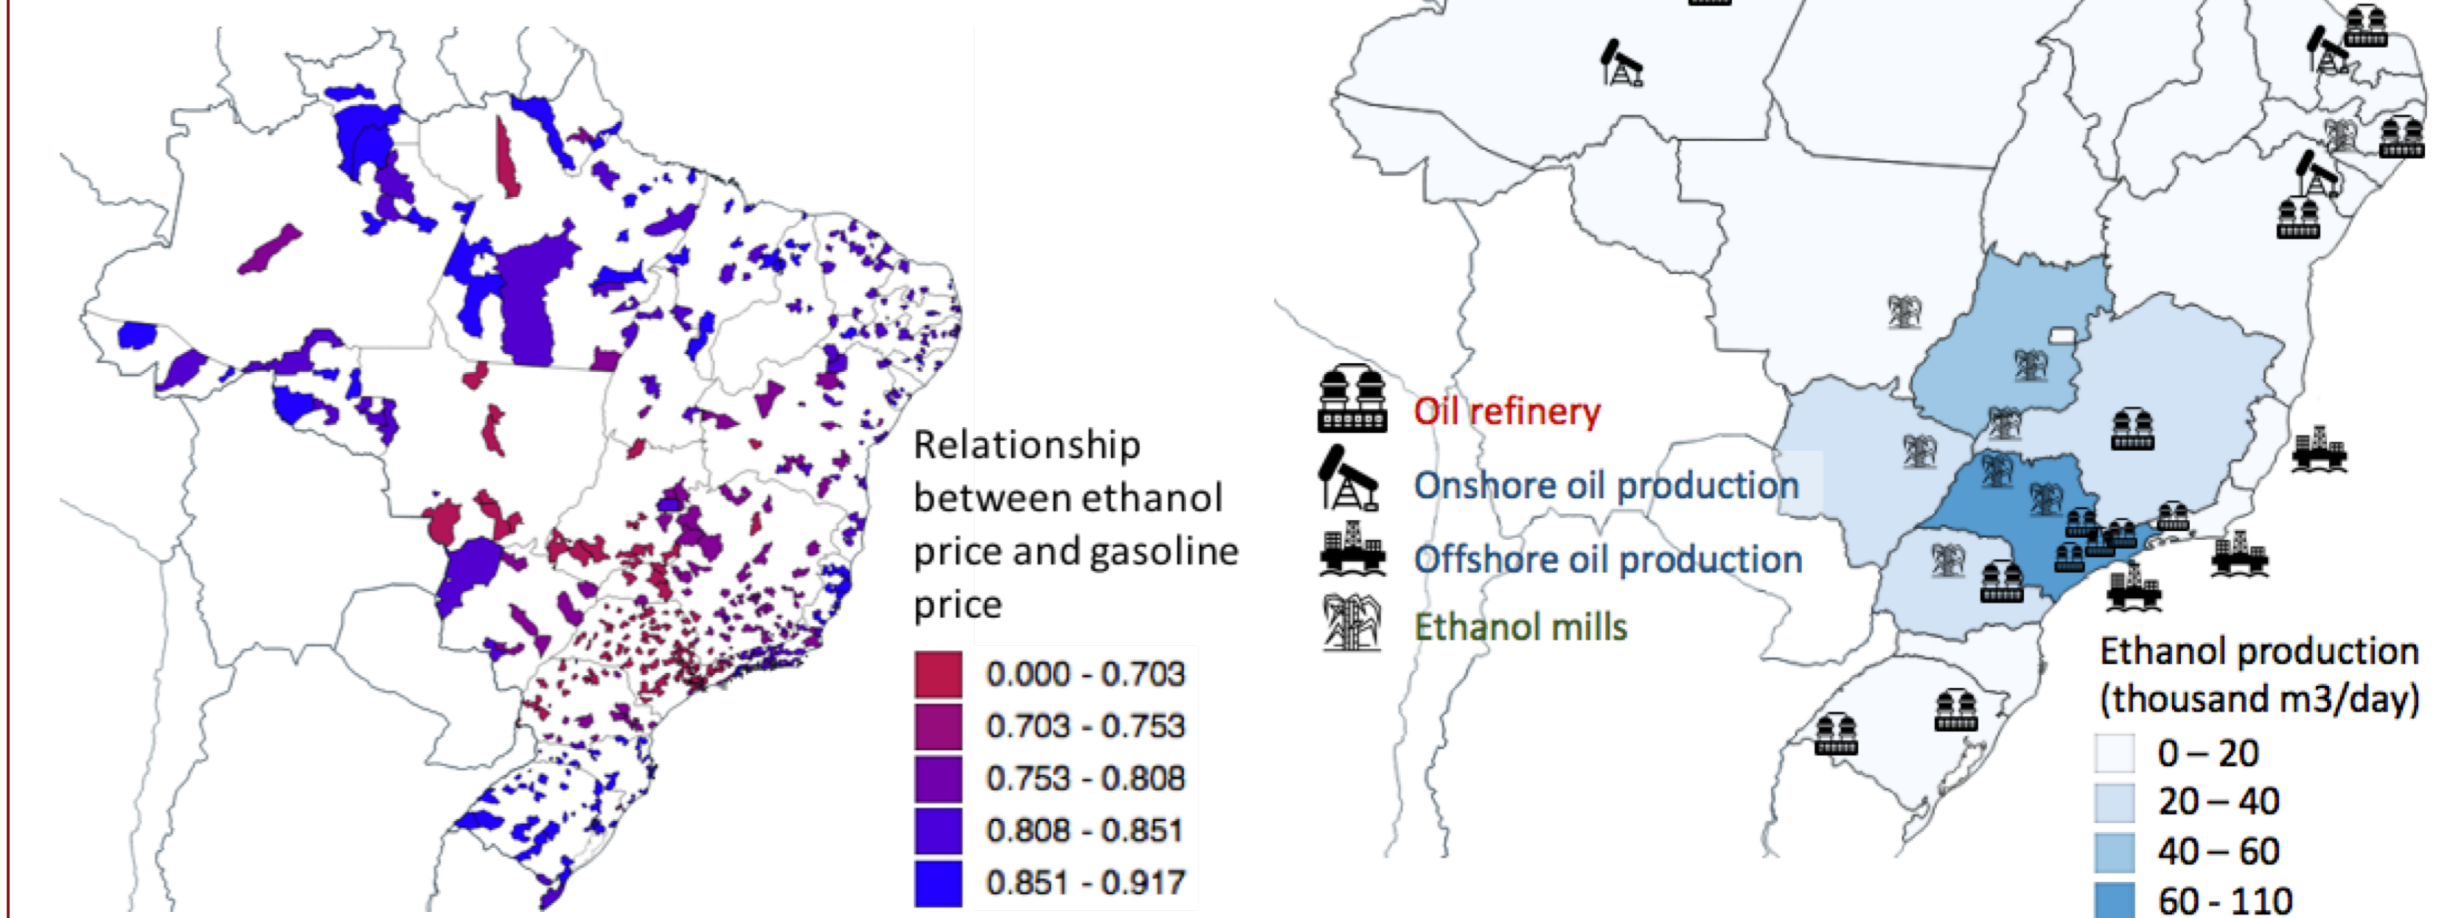 Relationship
between ethanol
price and gasoline
price
0.000 - 0.703
0.703 - 0.753
0.753 - 0.808
0.808 - 0.851
0.851 - 0.917
Oil refinery
Onshore oil production
Offshore oil production
Ethanol mills
Ethanol production
(thousand m3/day)
0 – 20
20 – 40
40 – 60
60 - 110